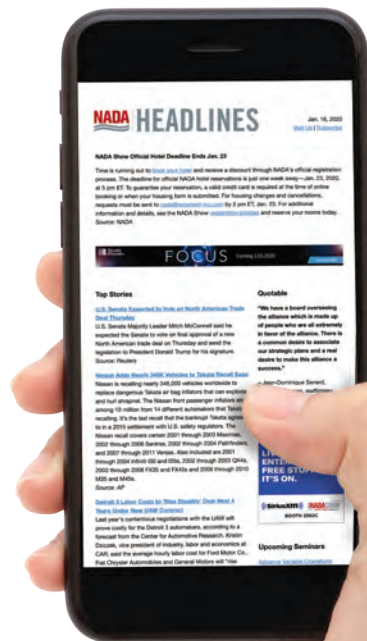 NADA HEADLINES
Jan. 16, 2020
Visit Us | Subscribe
NADA Show Official Hotel Deadline Ends Jan. 23
Time is running out to book your hotel and receive a discount through NADA's official registration
process. The deadline for official NADA hotel reservations is just one week away—Jan. 23, 2020,
at 5 pm ET. To guarantee your reservation, a valid credit card is required at the time of online
booking or when your housing form is submitted. For housing changes and cancellations,
requests must be sent to by 5 pm ET, Jan. 23. For additional
information and details, see the NADA Show registration process and reserve your rooms today.
Source: NADA
FOCUS Coming 2.03.2020
Top Stories
U.S. Senate Expected to Vote on North American Trade
Deal Thursday
U.S. Senate Majority Leader Mitch McConnell said he
expected the Senate to vote on final approval of a new
North American trade deal on Thursday and send the
legislation to President Donald Trump for his signature.
Source: Reuters
Nissan Adds Nearly 346K Vehicles to Takata Recall Base
Nissan is recalling nearly 346,000 vehicles worldwide to
replace dangerous Takata air bag inflators that can explode
and hurl shrapnel. The Nissan front passenger inflators are
among 10 million from 14 different automakers that Takata
recalling. It's the last recall that the bankrupt Takata agreed
to in a 2015 settlement with U.S. safety regulators. The
Nissan recall covers certain 2001 through 2003 Maximas,
2002 through 2006 Sentras, 2002 through 2004 Pathfinders,
and 2007 through 2011 Versas. Also included are 2001
through 2004 Infiniti I30 and I35s, 2002 through 2003 QX4s,
2003 through 2008 FX35 and FX45s and 2006 through 2010
M35 and M45s.
Source: AP
Detroit 3 Labor Costs to 'Rise Steadily' Over Next 4
Years Under New UAW Contract
Last year's contentious negotiations with the UAW will
prove costly for the Detroit 3 automakers, according to a
forecast from the Center for Automotive Research. Kristin
Dziczek, vice president of industry, labor and economics at
CAR, said the average hourly labor cost for Ford Motor Co.,
Fiat Chrysler Automobiles and General Motors will "rise
Quotable
"We have a board overseeing
the alliance which is made up
of people who are all extremely
in favor of the alliance. There is
a common desire to associate
our strategic plans and a real
desire to make this alliance a
success."
– Jean-Dominique Senard,
FREE STUFF
IT'S ON.
SiriusXM NADA
BOOTH 2062C
Upcoming Seminars
Advance Variable Operations